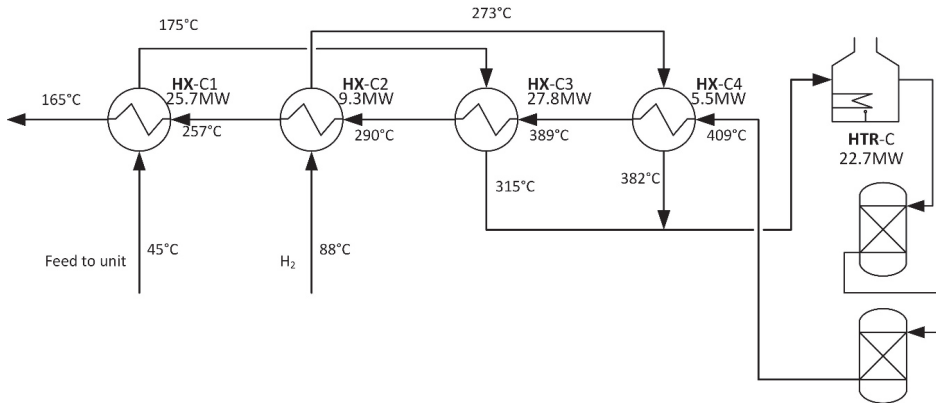 273°C
175°C
HX-C1
25.7MW
HX-C2
9.3MW
HX-C3
27.8MW
HX-C4
5.5MW
165°C
257°C
290°C
389°C
409°C
HTR-C
22.7MW
315°C
382°C
Feed to unit
45°C
H₂
88°C